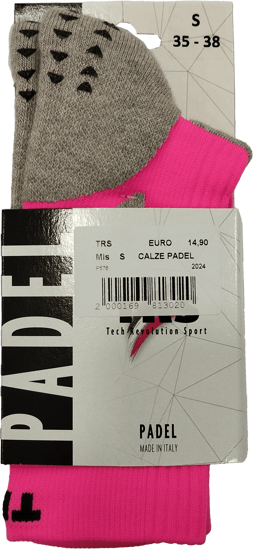 S
35 - 38
PADEL
TRS EURO 14,90
Mis S CALZE PADEL
PS78 2024
2 000169 813020
Tech Revolution Sport
PADEL
MADE IN ITALY